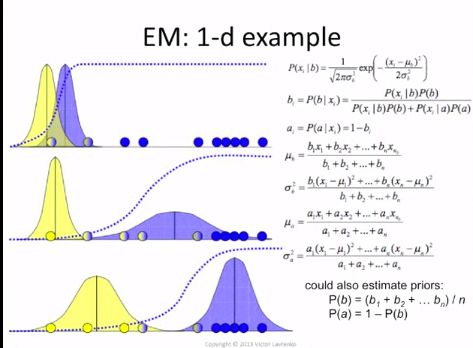 EM: 1-d example
P(x_i | b) = 1/√(2πσ_b²) exp(−(x_i − μ_b)²/2σ_b²)
b_i = P(b | x_i) = P(x_i | b)P(b) / (P(x_i | b)P(b) + P(x_i | a)P(a))
a_i = P(a | x_i) = 1 − b_i
μ_b = (b_1x_1 + b_2x_2 + ... + b_nx_n) / (b_1 + b_2 + ... + b_n)
σ_b² = (b_1(x_1 − μ_1)² + ... + b_n(x_n − μ_n)²) / (b_1 + b_2 + ... + b_n)
μ_a = (a_1x_1 + a_2x_2 + ... + a_nx_n) / (a_1 + a_2 + ... + a_n)
σ_a² = (a_1(x_1 − μ_1)² + ... + a_n(x_n − μ_n)²) / (a_1 + a_2 + ... + a_n)
could also estimate priors:
P(b) = (b_1 + b_2 + ... b_n) / n
P(a) = 1 – P(b)
Copyright © 2013 Victor Lavrenko